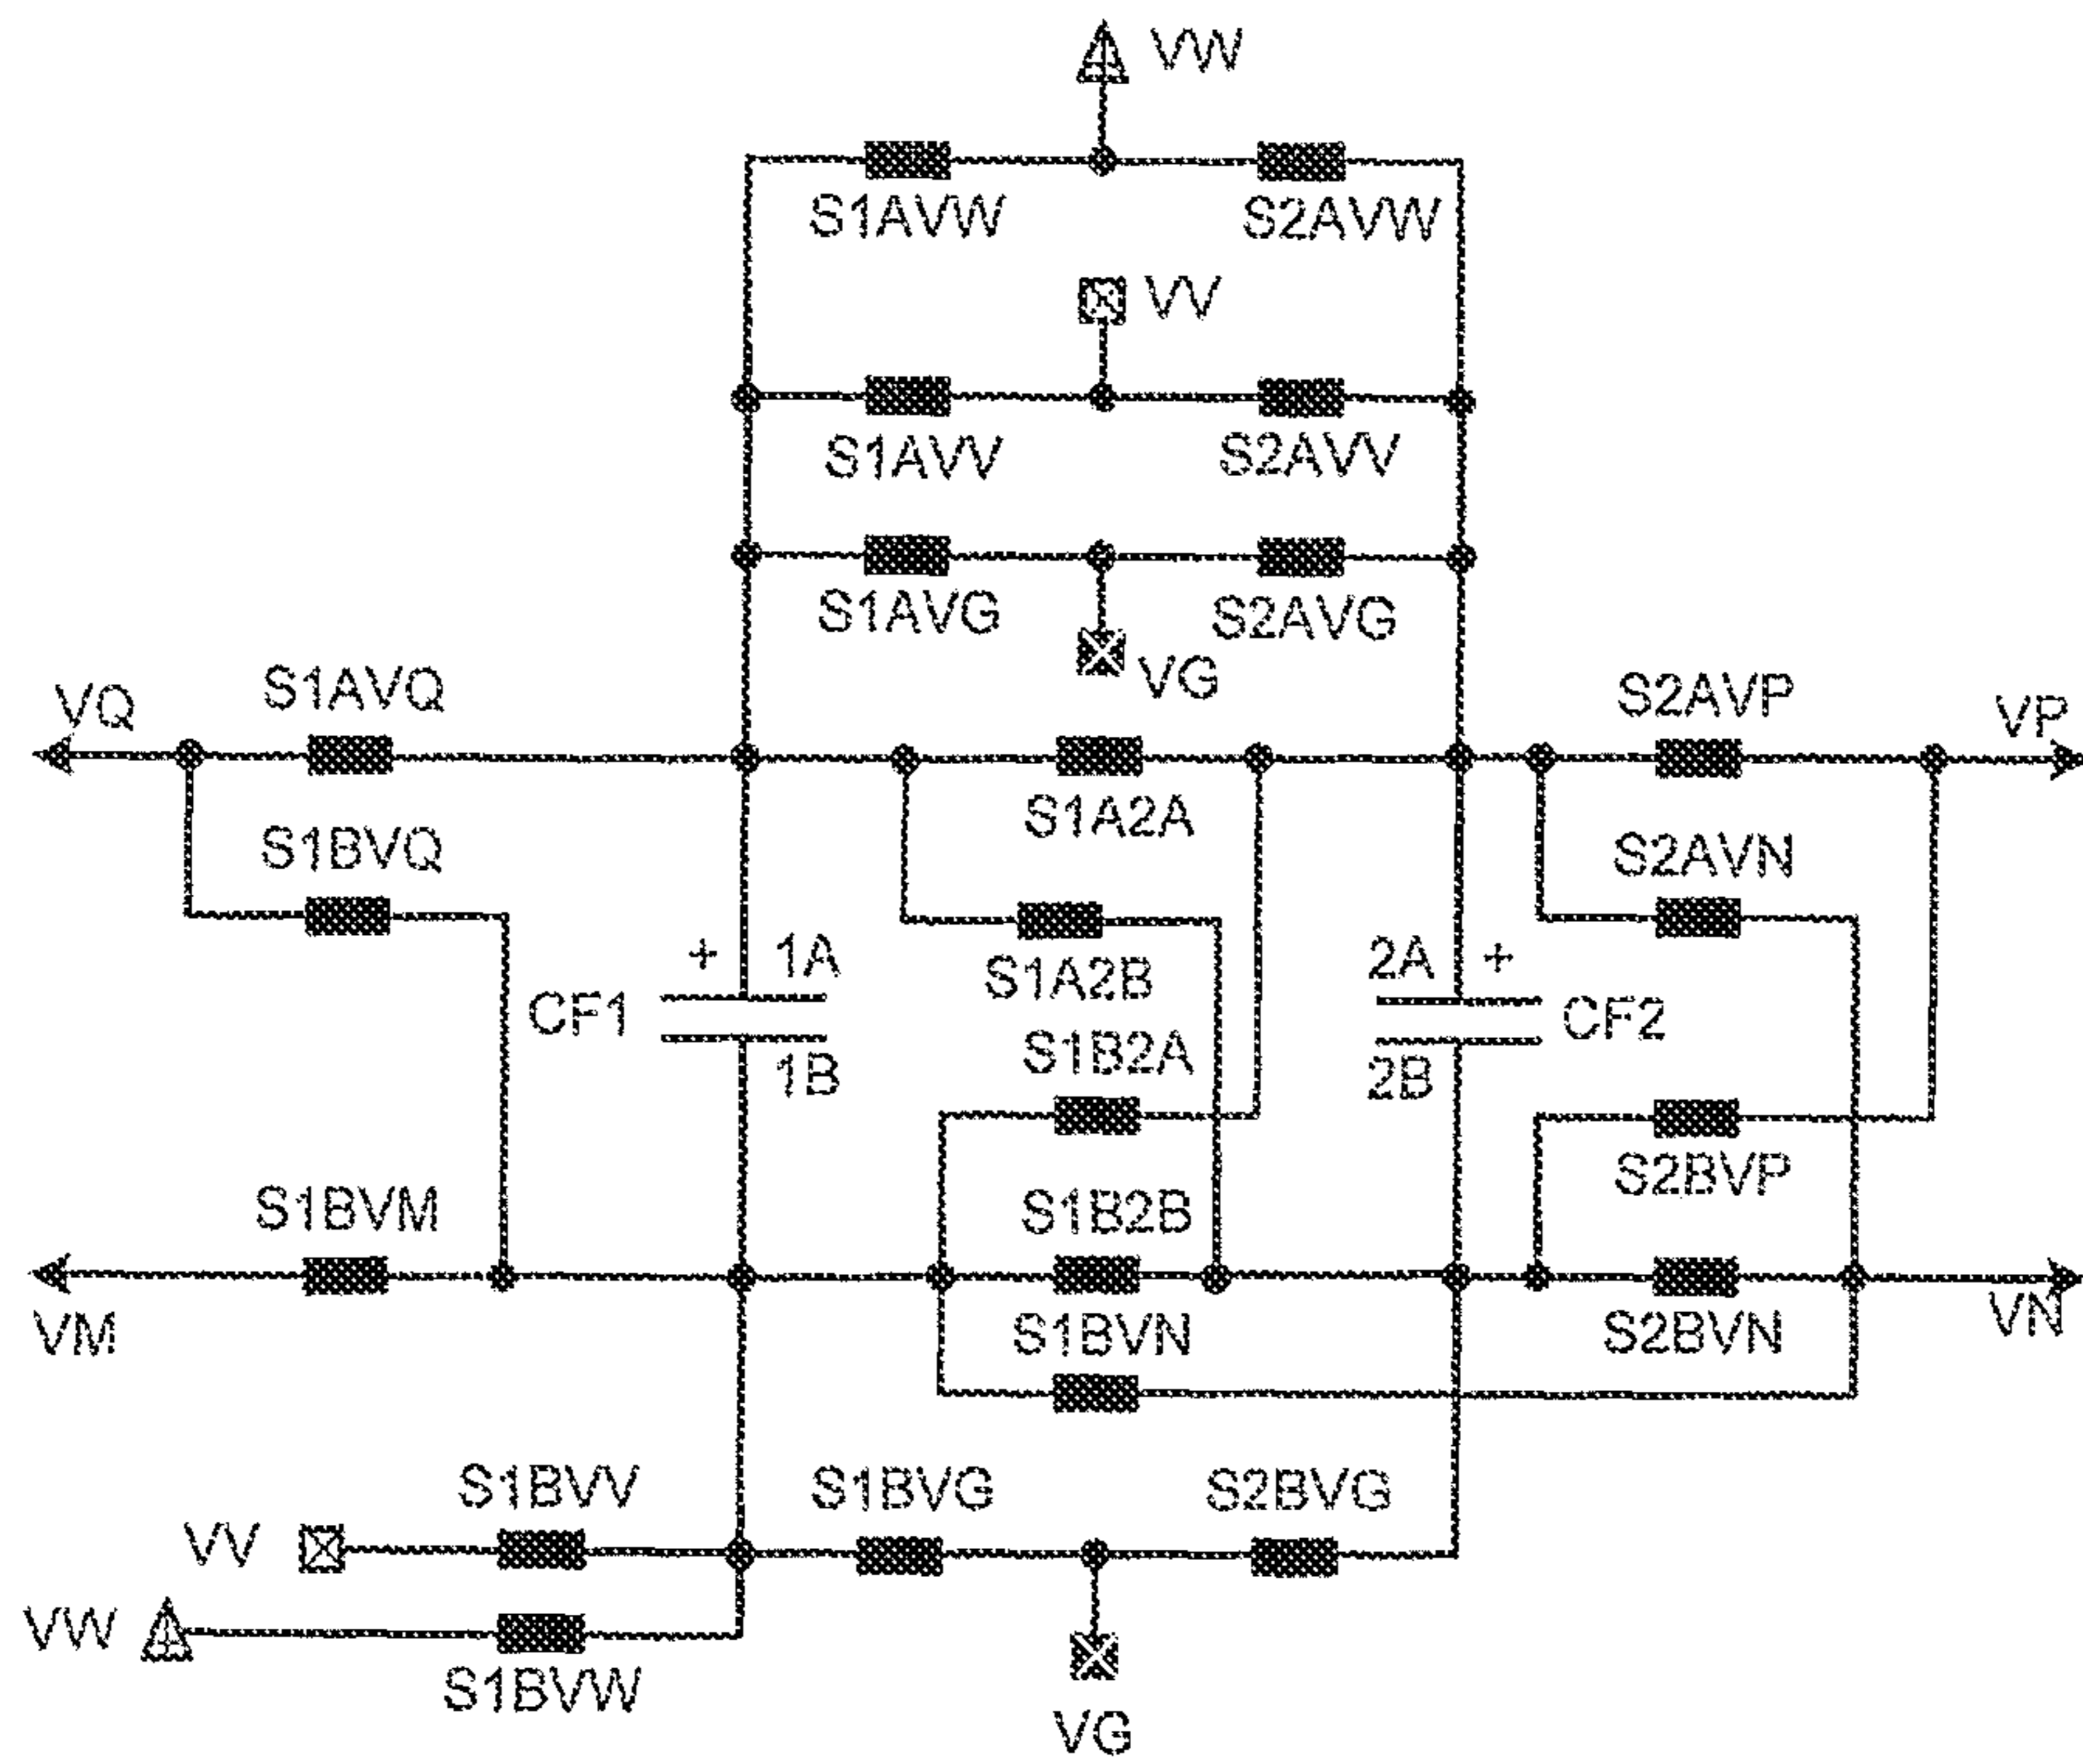 VW
S1AVW
S2AVW
VV
S1AVV
S2AVV
S1AVG
S2AVG
VG
VQ
S1AVQ
S2AVP
VP
S1A2A
S1BVQ
S2AVN
+
1A
2A
+
S1A2B
CF1
CF2
S1B2A
1B
2B
S2BVP
S1BVM
S1B2B
VM
S1BVN
S2BVN
VN
S1BVV
S1BVG
S2BVG
VV
VW
S1BVW
VG